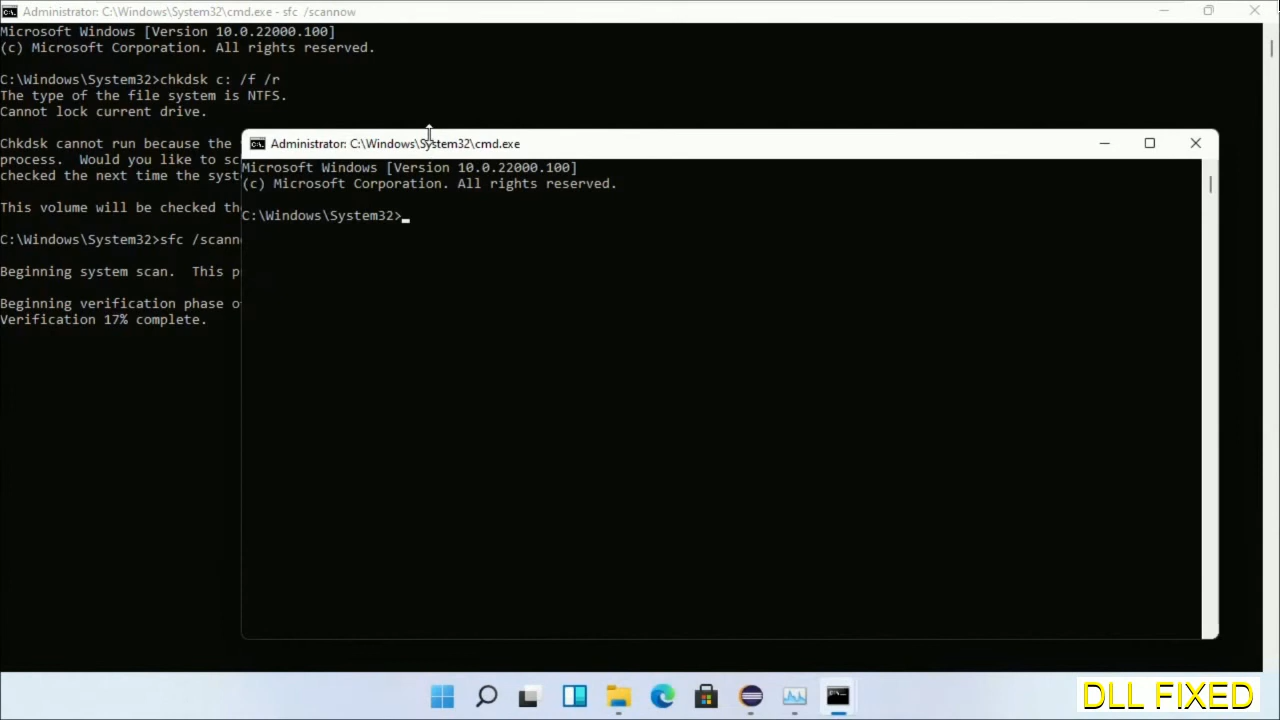 Administrator: C:\Windows\System32\cmd.exe - sfc /scannow
Microsoft Windows [Version 10.0.22000.100]
(c) Microsoft Corporation. All rights reserved.
C:\Windows\System32>chkdsk c: /f /r
The type of the file system is NTFS.
Cannot lock current drive.
Chkdsk cannot run because the
process. Would you like to sc
checked the next time the syst
This volume will be checked th
C:\Windows\System32>sfc /scann
Beginning system scan. This p
Beginning verification phase o
Verification 17% complete.
Administrator: C:\Windows\System32\cmd.exe
Microsoft Windows [Version 10.0.22000.100]
(c) Microsoft Corporation. All rights reserved.
C:\Windows\System32>
DLL FIXED